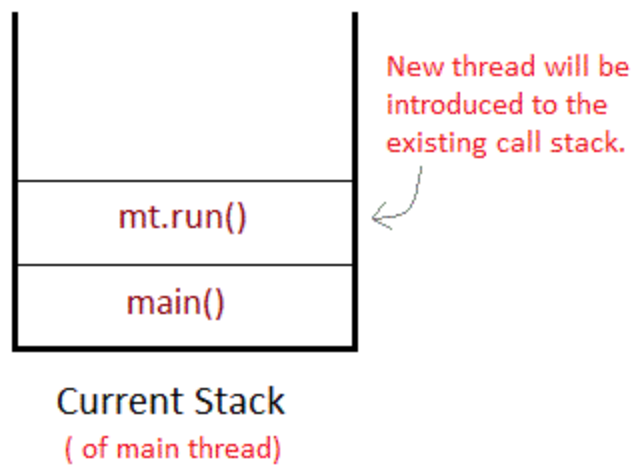 New thread will be
introduced to the
existing call stack.
mt.run()
main()
Current Stack
( of main thread)